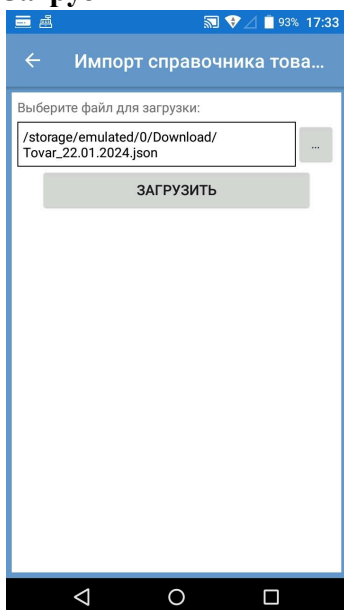 93% 17:33
Импорт справочника това...
Выберите файл для загрузки:
/storage/emulated/0/Download/
Tovar_22.01.2024.json
...
ЗАГРУЗИТЬ